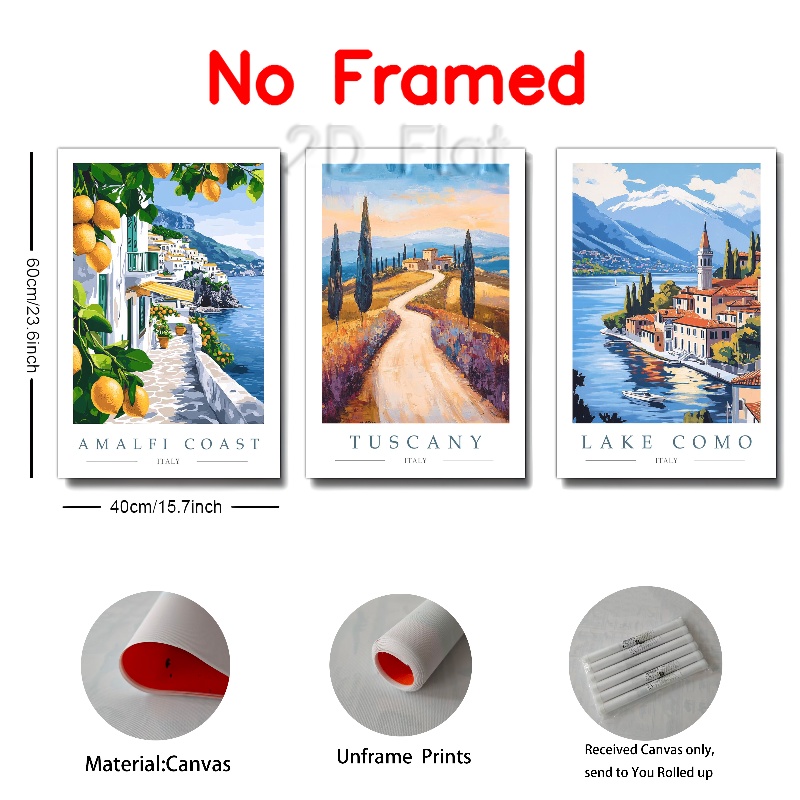 No Framed
2D Flat
60cm/23.6inch
AMALFI COAST
ITALY
TUSCANY
ITALY
LAKE COMO
ITALY
40cm/15.7inch
Material:Canvas
Unframe Prints
Received Canvas only,
send to You Rolled up